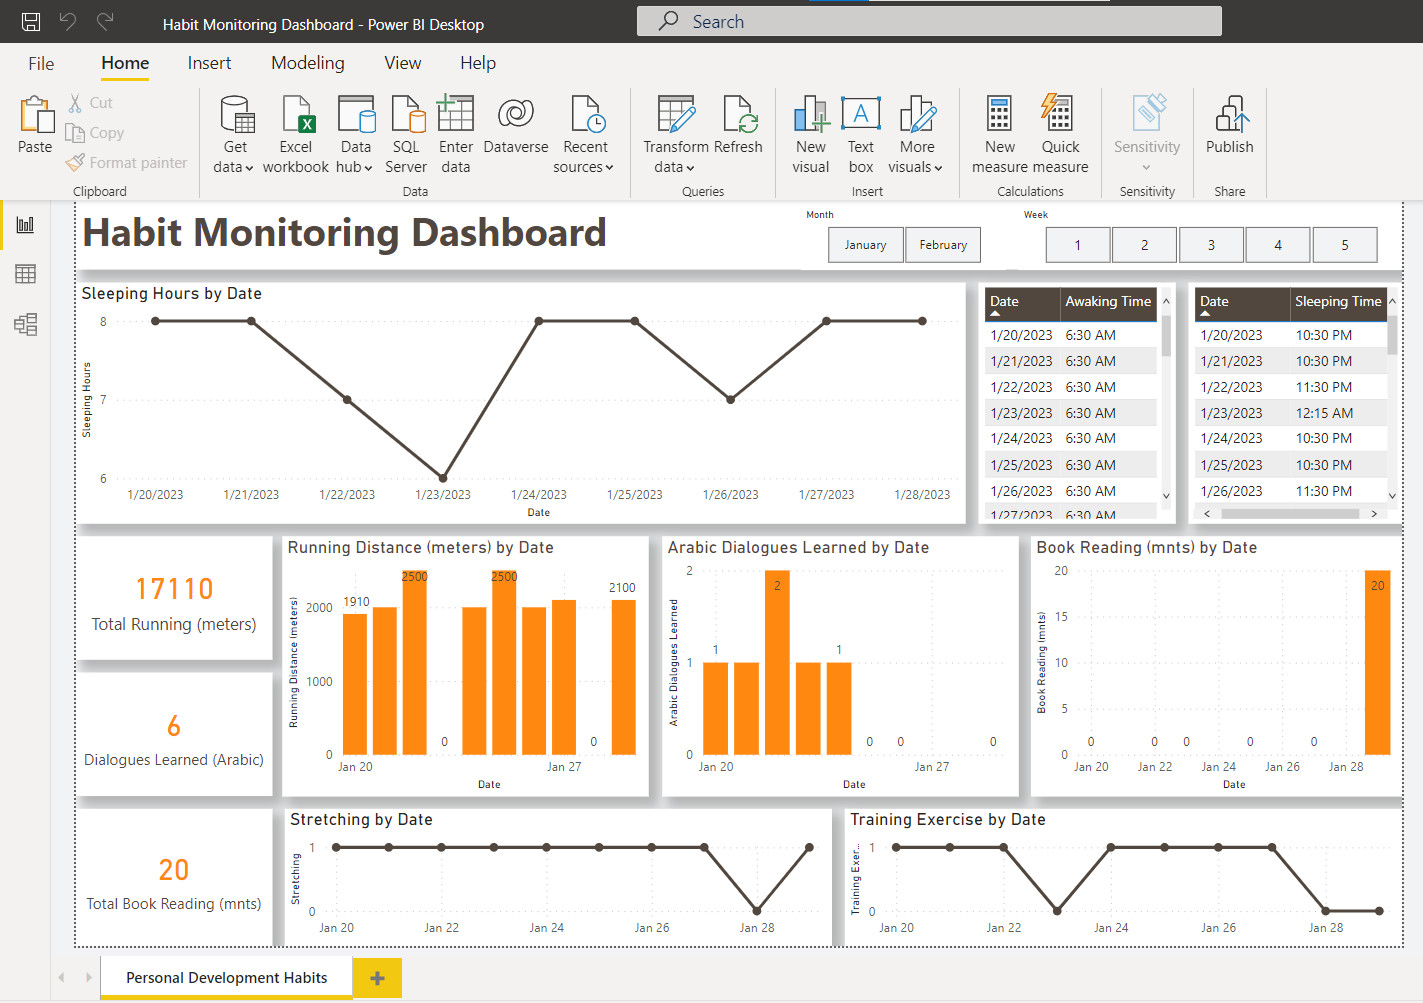 Habit Monitoring Dashboard - Power BI Desktop
Search
File Home Insert Modeling View Help
Paste
Cut
Copy
Format painter
Clipboard
Get data
Excel workbook
Data hub
SQL Server
Enter data
Dataverse
Recent sources
Data
Transform data
Refresh
Queries
New visual
Text box
More visuals
Insert
New measure
Quick measure
Calculations
Sensitivity
Sensitivity
Publish
Share
Habit Monitoring Dashboard
Month
January February
Week
1 2 3 4 5
Sleeping Hours by Date
Sleeping Hours
8
7
6
1/20/2023 1/21/2023 1/22/2023 1/23/2023 1/24/2023 1/25/2023 1/26/2023 1/27/2023 1/28/2023
Date
Date Awaking Time
1/20/2023 6:30 AM
1/21/2023 6:30 AM
1/22/2023 6:30 AM
1/23/2023 6:30 AM
1/24/2023 6:30 AM
1/25/2023 6:30 AM
1/26/2023 6:30 AM
1/27/2023 6:30 AM
Date Sleeping Time
1/20/2023 10:30 PM
1/21/2023 10:30 PM
1/22/2023 11:30 PM
1/23/2023 12:15 AM
1/24/2023 10:30 PM
1/25/2023 10:30 PM
1/26/2023 11:30 PM
17110
Total Running (meters)
Running Distance (meters) by Date
Running Distance (meters)
2000
1000
0
1910 2500 0 2500 0 2100
Jan 20 Jan 27
Date
Arabic Dialogues Learned by Date
Arabic Dialogues Learned
2
1
0
1 2 1 0 0 0
Jan 20 Jan 27
Date
Book Reading (mnts) by Date
Book Reading (mnts)
20
15
10
5
0
0 0 0 0 0 20
Jan 20 Jan 22 Jan 24 Jan 26 Jan 28
Date
6
Dialogues Learned (Arabic)
20
Total Book Reading (mnts)
Stretching by Date
Stretching
1
0
Jan 20 Jan 22 Jan 24 Jan 26 Jan 28
Training Exercise by Date
Training Exer...
1
0
Jan 20 Jan 22 Jan 24 Jan 26 Jan 28
Personal Development Habits